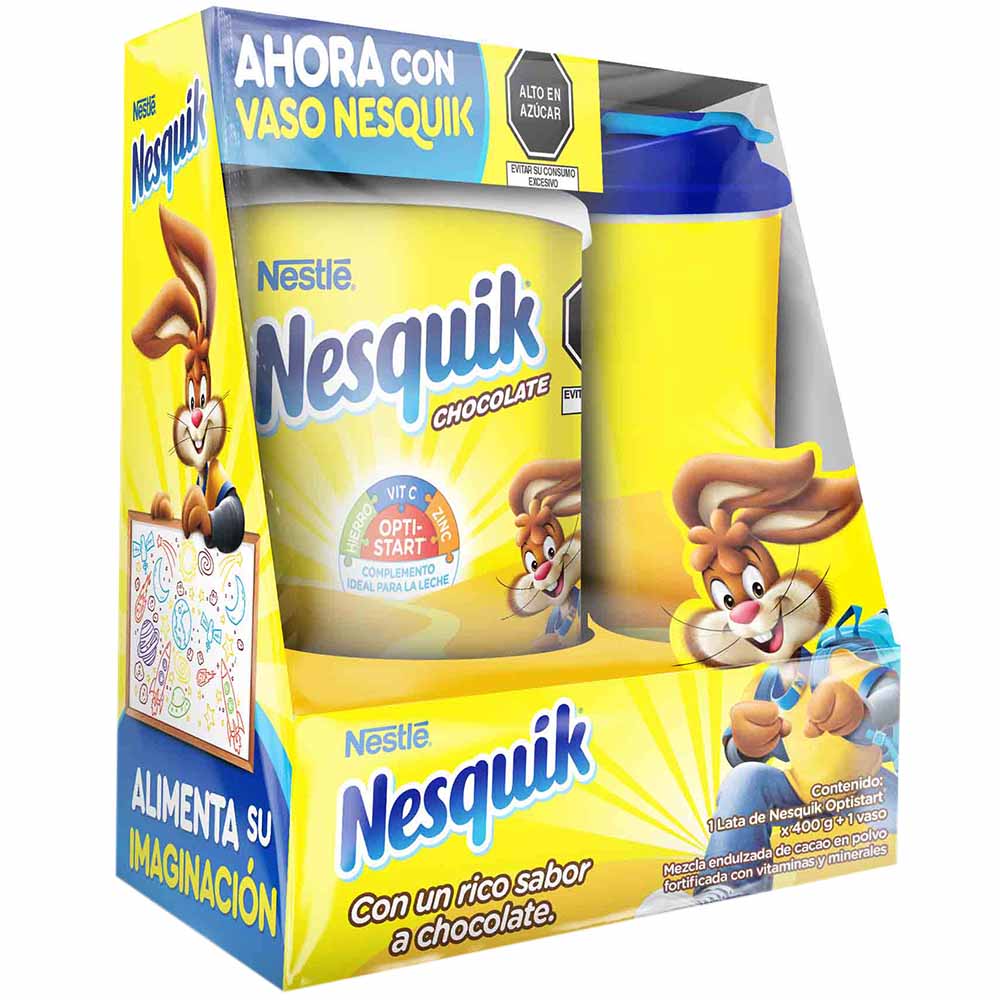 Nestlé
Nesquik
AHORA CON
VASO NESQUIK
ALTO EN
AZÚCAR
EVITAR SU CONSUMO
EXCESIVO
Nestlé
Nesquik
CHOCOLATE
HIERRO
VIT C
ZINC
OPTI-
START
COMPLEMENTO
IDEAL PARA LA LECHE
ALIMENTA SU
IMAGINACIÓN
Nestlé
Nesquik
Con un rico sabor
a chocolate.
Contenido:
1 Lata de Nesquik Optistart
x 400 g + 1 vaso
Mezcla endulzada de cacao en polvo
fortificada con vitaminas y minerales